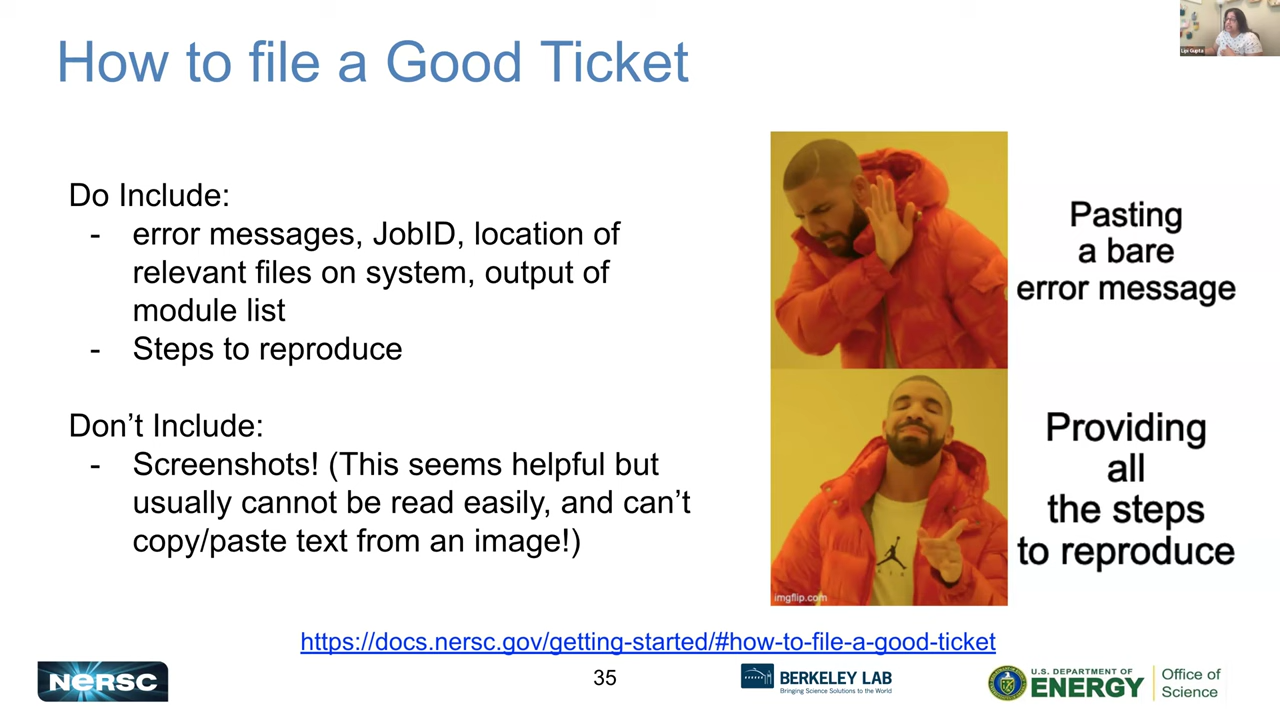 How to file a Good Ticket
Lipi Gupta
Do Include:
- error messages, JobID, location of
relevant files on system, output of
module list
- Steps to reproduce
Don’t Include:
- Screenshots! (This seems helpful but
usually cannot be read easily, and can’t
copy/paste text from an image!)
Pasting
a bare
error message
Providing
all
the steps
to reproduce
imgflip.com
https://docs.nersc.gov/getting-started/#how-to-file-a-good-ticket
NERSC
35
BERKELEY LAB
Bringing Science Solutions to the World
U.S. DEPARTMENT OF
ENERGY
Office of
Science